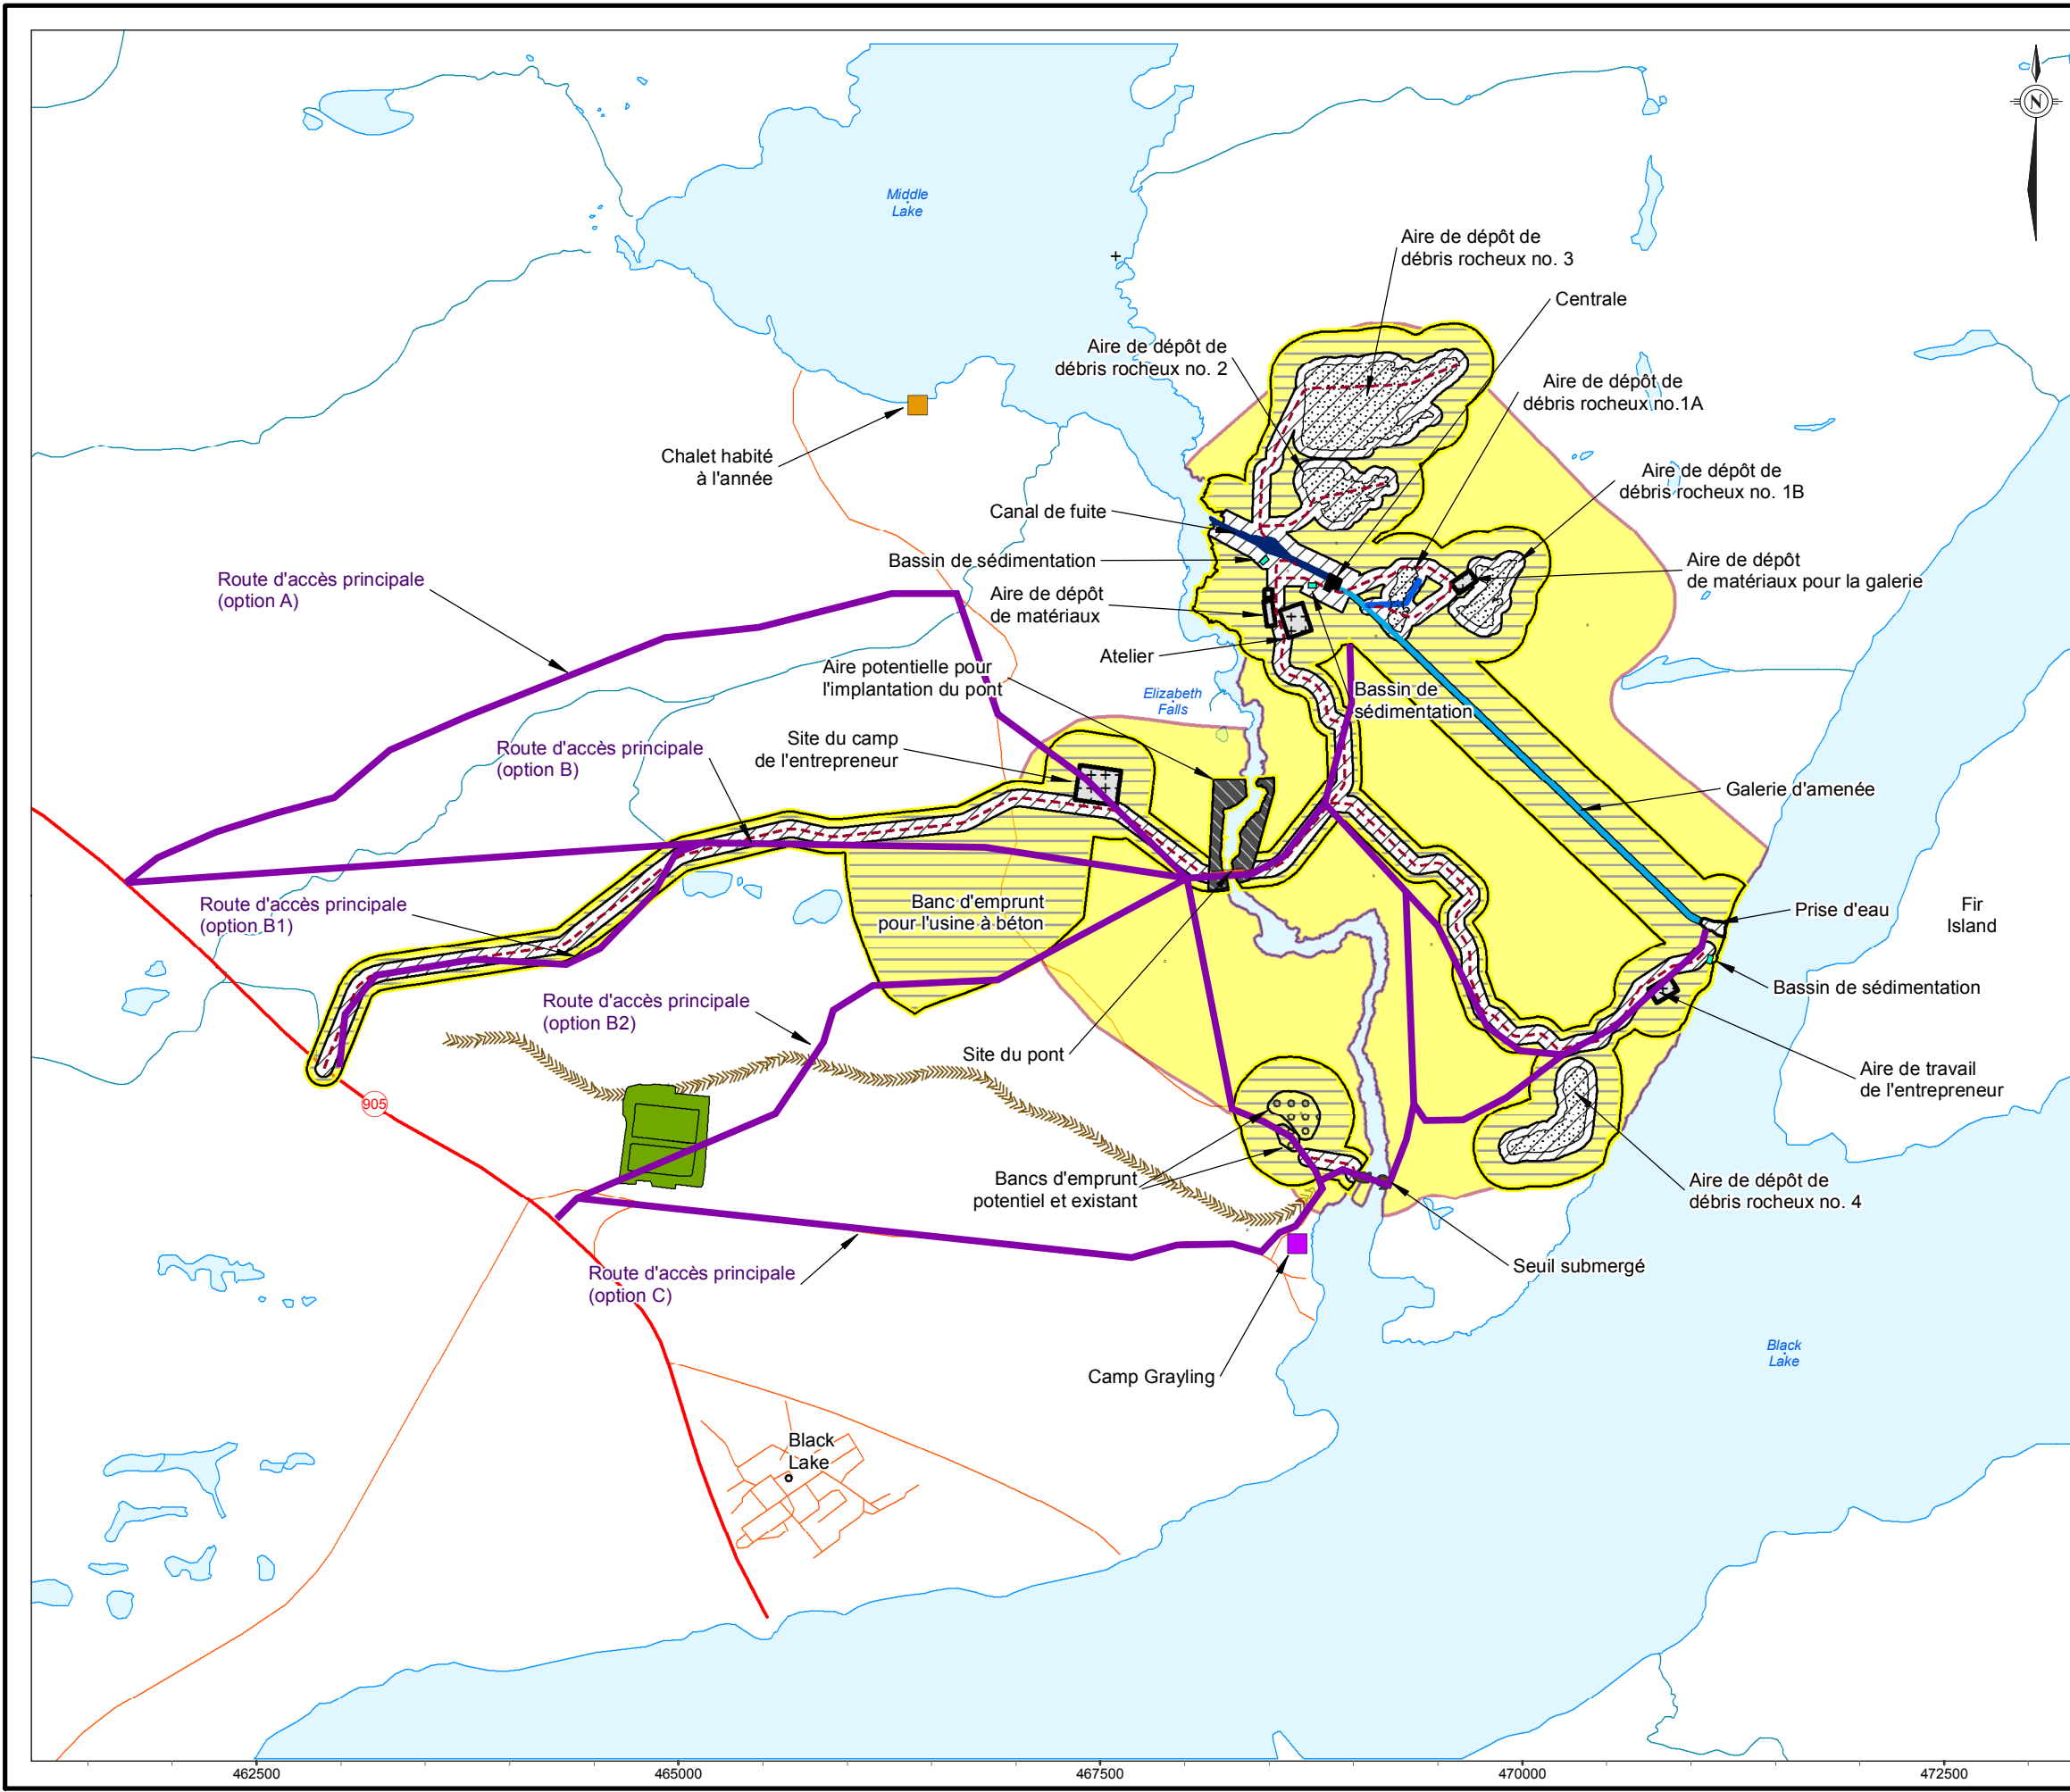 N
Middle
Lake
Aire de dépôt de
débris rocheux no. 3
Centrale
Aire de dépôt de
débris rocheux no. 2
Aire de dépôt de
débris rocheux no.1A
Chalet habité
à l'année
Aire de dépôt de
débris rocheux no. 1B
Canal de fuite
Bassin de sédimentation
Aire de dépôt
de matériaux pour la galerie
Route d'accès principale
(option A)
Aire de dépôt
de matériaux
Atelier
Aire potentielle pour
l'implantation du pont
Elizabeth
Falls
Bassin de
sédimentation
Site du camp
de l'entrepreneur
Route d'accès principale
(option B)
Galerie d'amenée
Route d'accès principale
(option B1)
Banc d'emprunt
pour l'usine à béton
Prise d'eau
Fir
Island
Bassin de sédimentation
Route d'accès principale
(option B2)
Site du pont
Aire de travail
de l'entrepreneur
905
Bancs d'emprunt
potentiel et existant
Aire de dépôt de
débris rocheux no. 4
Seuil submergé
Route d'accès principale
(option C)
Camp Grayling
Black
Lake
Black
Lake
462500
465000
467500
470000
472500